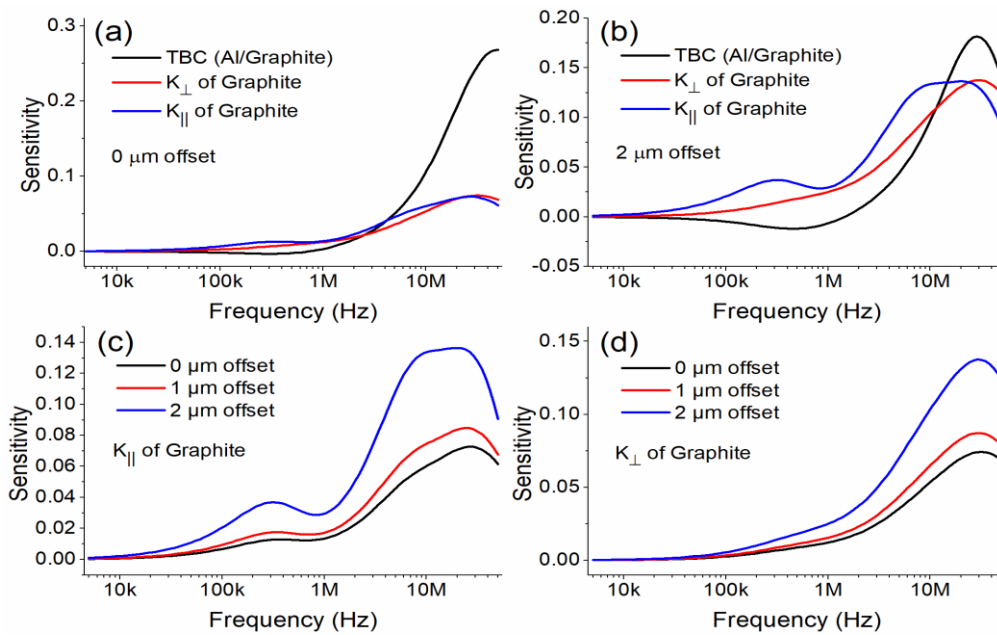 (a)
0.3
0.2
0.1
0.0
Sensitivity
TBC (Al/Graphite)
K⊥ of Graphite
K|| of Graphite
0 μm offset
10k 100k 1M 10M
Frequency (Hz)
(b)
0.20
0.15
0.10
0.05
0.00
-0.05
Sensitivity
TBC (Al/Graphite)
K⊥ of Graphite
K|| of Graphite
2 μm offset
10k 100k 1M 10M
Frequency (Hz)
(c)
0.14
0.12
0.10
0.08
0.06
0.04
0.02
0.00
Sensitivity
0 μm offset
1 μm offset
2 μm offset
K|| of Graphite
10k 100k 1M 10M
Frequency (Hz)
(d)
0.15
0.10
0.05
0.00
Sensitivity
0 μm offset
1 μm offset
2 μm offset
K⊥ of Graphite
10k 100k 1M 10M
Frequency (Hz)